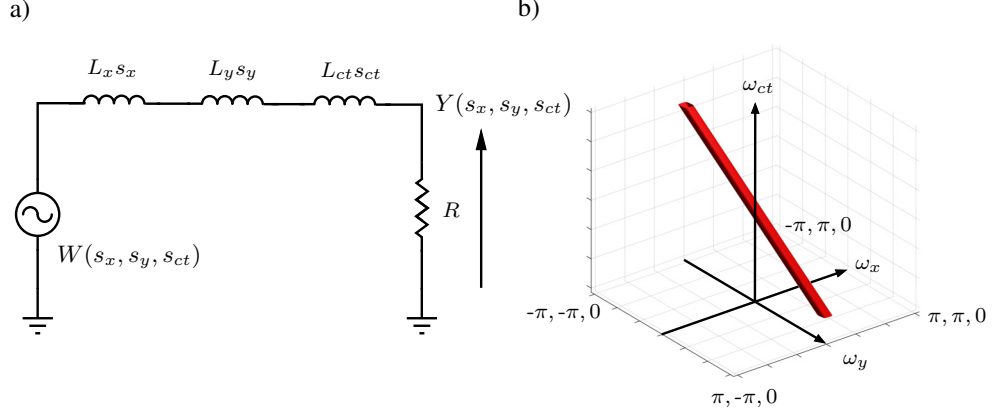 a)
b)
L_x s_x
L_y s_y
L_{ct} s_{ct}
Y(s_x, s_y, s_{ct})
R
W(s_x, s_y, s_{ct})
ω_{ct}
-π, π, 0
ω_x
-π, -π, 0
π, π, 0
ω_y
π, -π, 0